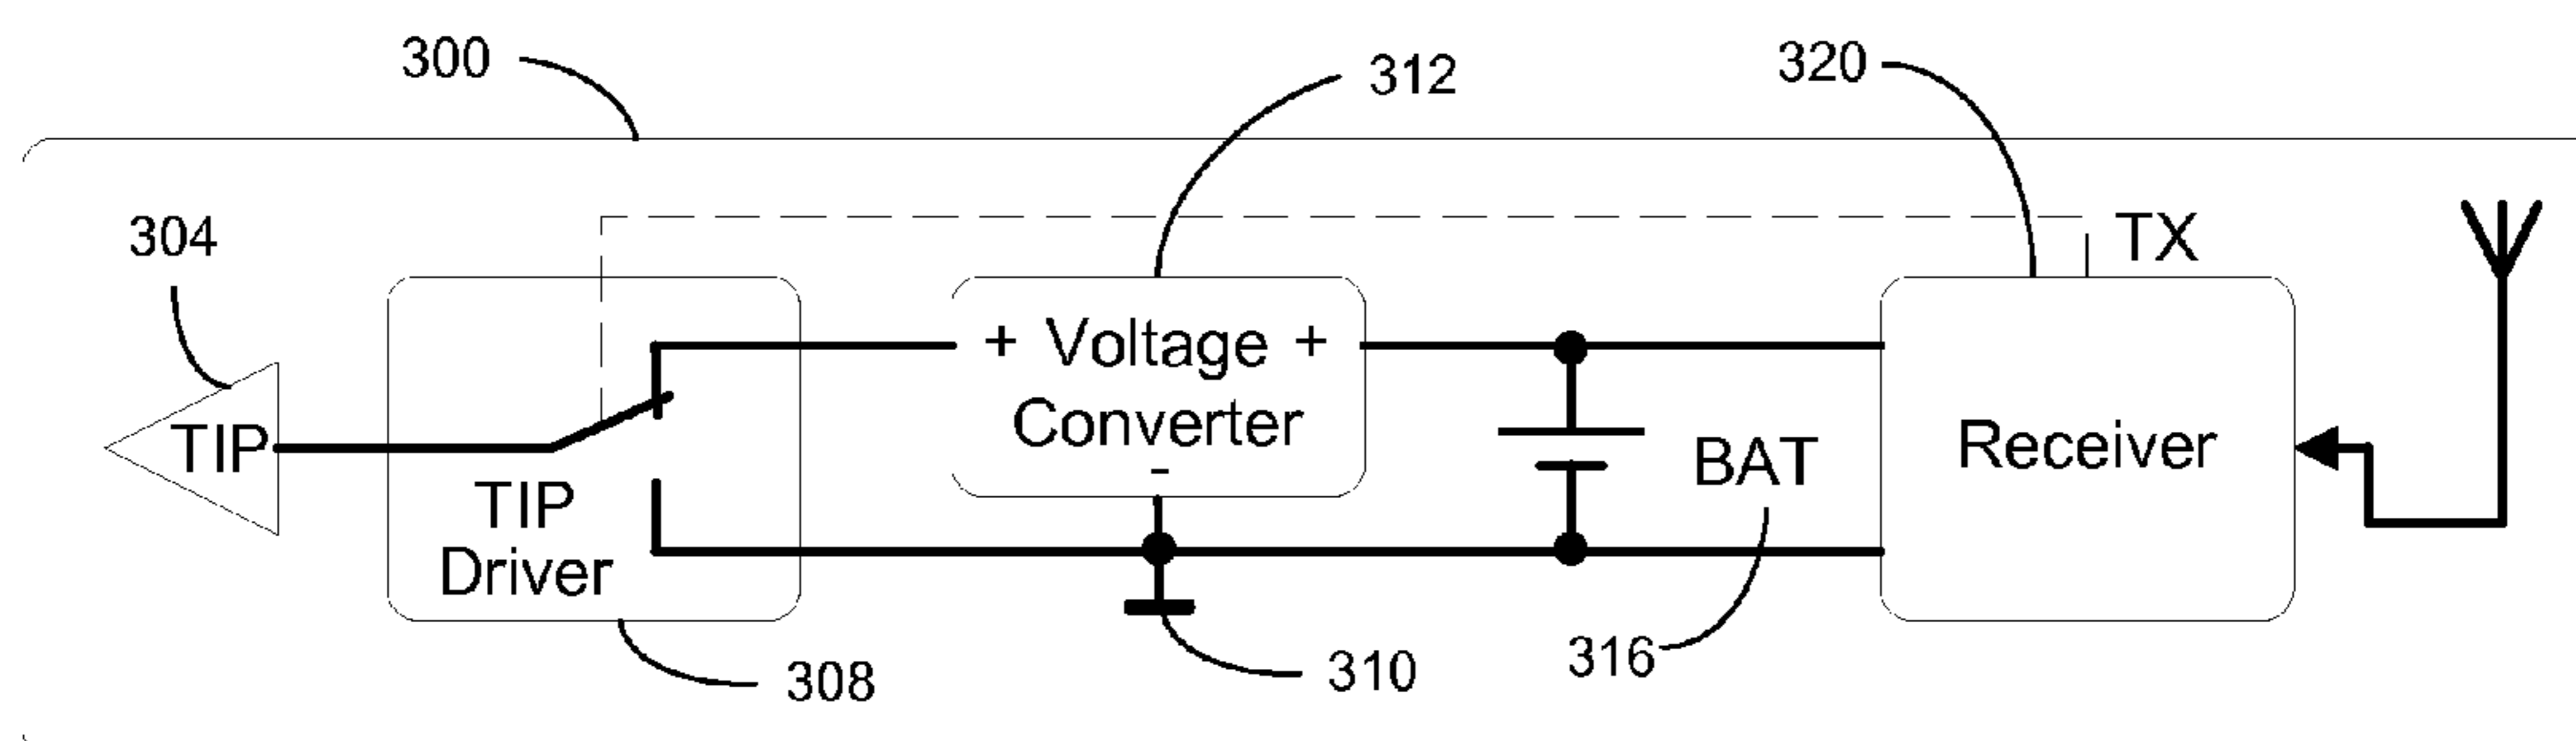 300
312
320
304
TX
+ Voltage +
Converter
-
TIP
TIP
Driver
BAT
Receiver
308
310
316